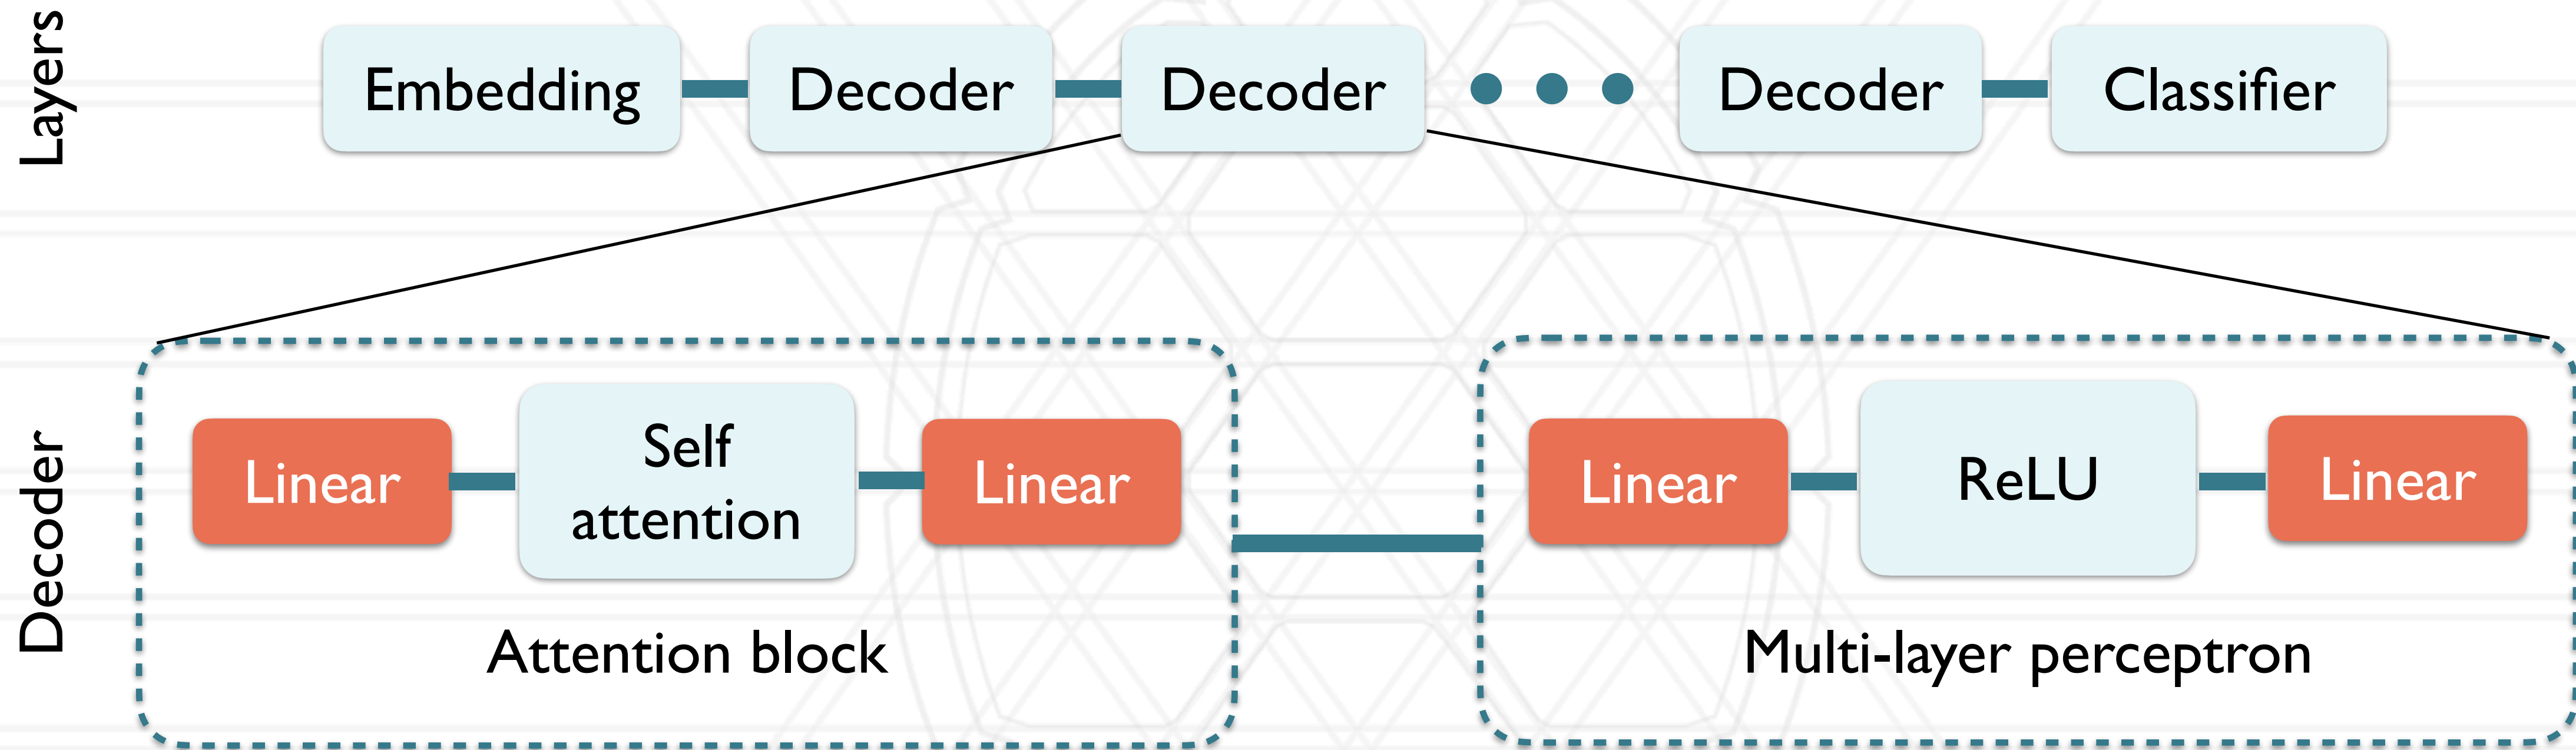 Layers
Embedding
Decoder
Decoder
Decoder
Classifier
Decoder
Linear
Self
attention
Linear
Attention block
Linear
ReLU
Linear
Multi-layer perceptron